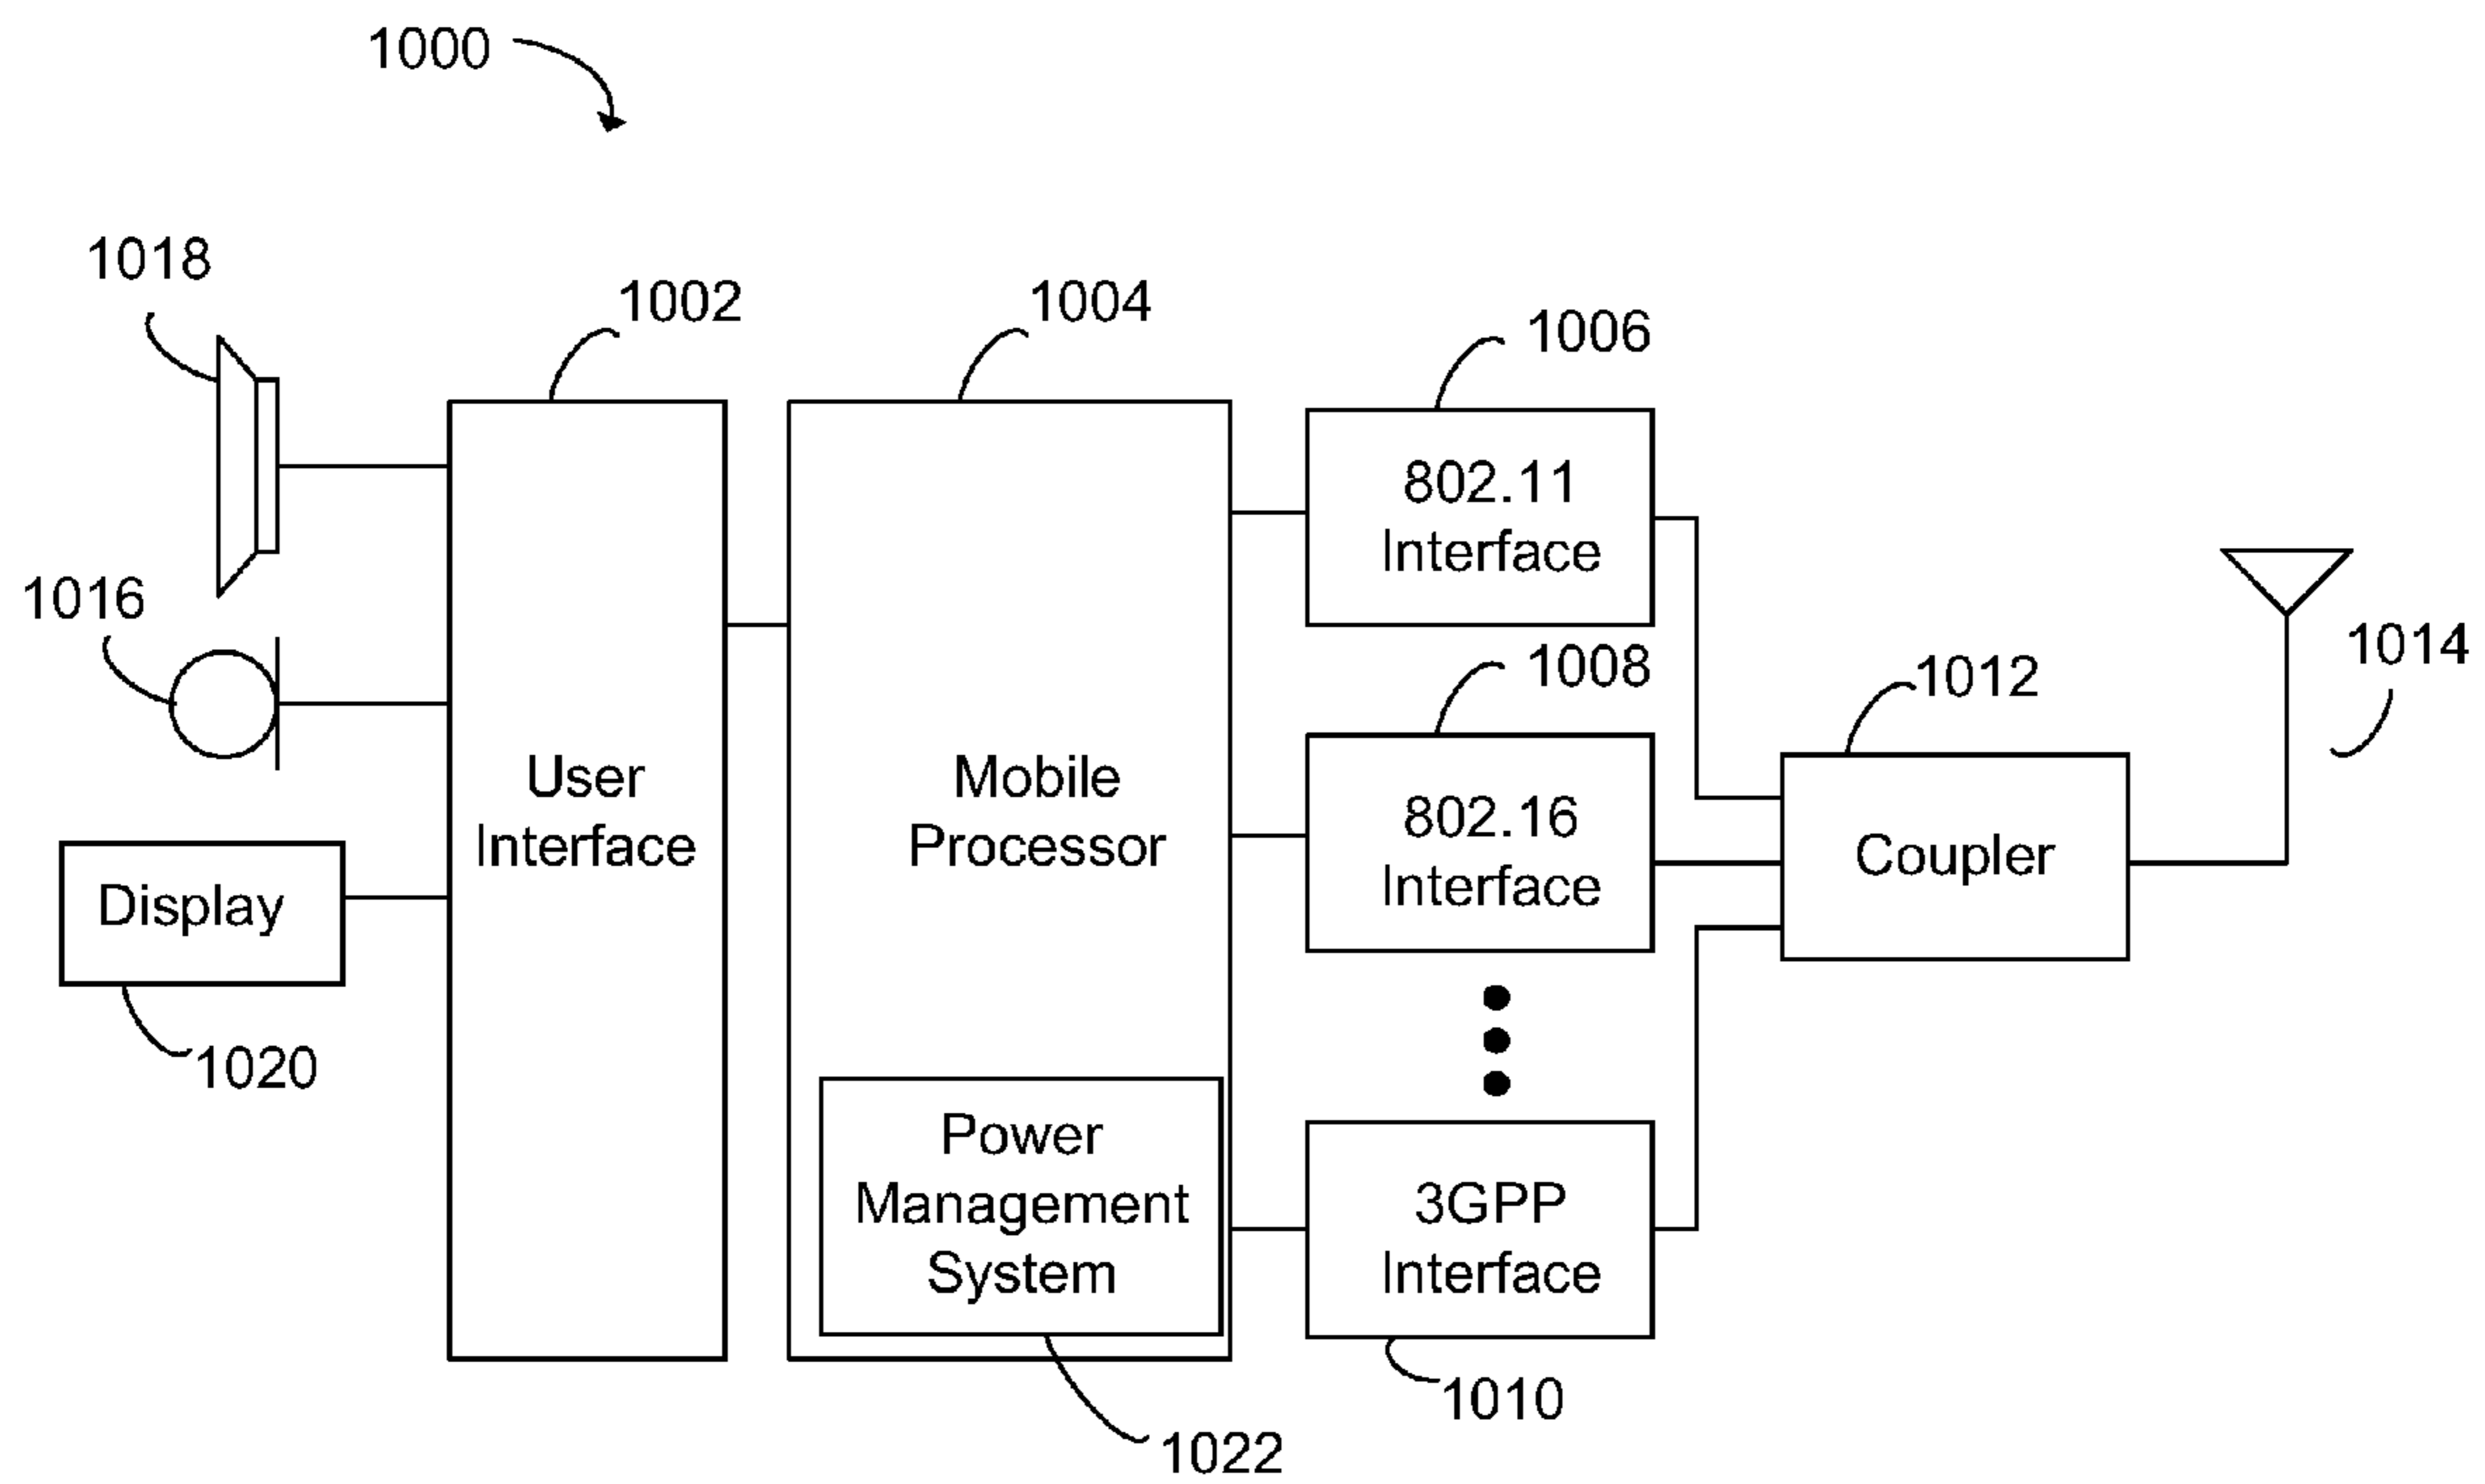 1000
1018
1002
1004
1006
802.11
Interface
1016
1008
1012
1014
User
Interface
Mobile
Processor
802.16
Interface
Coupler
Display
1020
Power
Management
System
3GPP
Interface
1010
1022